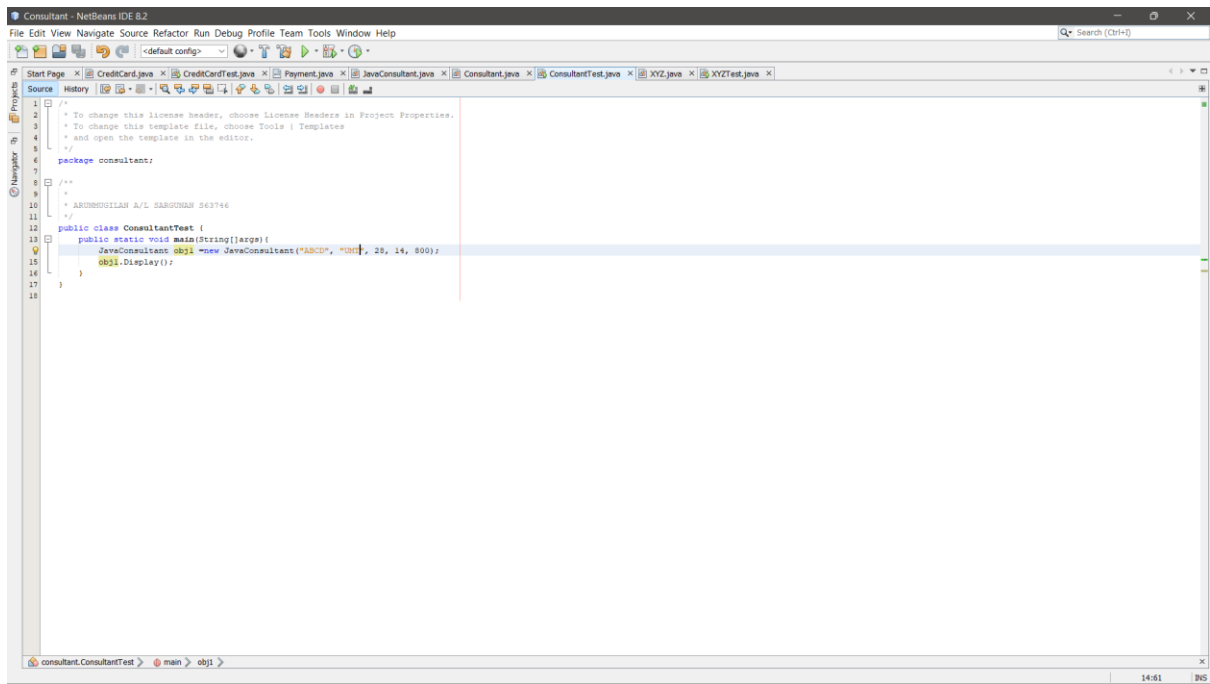 Consultant - NetBeans IDE 8.2
File Edit View Navigate Source Refactor Run Debug Profile Team Tools Window Help
Search (Ctrl+I)
<default config>
Start Page CreditCard.java CreditCardTest.java Payment.java JavaConsultant.java Consultant.java ConsultantTest.java XYZ.java XYZTest.java
Projects
Navigator
Source History
1 /*
2 * To change this license header, choose License Headers in Project Properties.
3 * To change this template file, choose Tools | Templates
4 * and open the template in the editor.
5 */
6 package consultant;
7
8 /**
9 *
10 * ARUNMUGILAN A/L SARGUNAN S63746
11 */
12 public class ConsultantTest {
13 public static void main(String[]args){
JavaConsultant obj1 =new JavaConsultant("ABCD", "UMT", 28, 14, 800);
15 obj1.Display();
16 }
17 }
18
consultant.ConsultantTest main obj1
14:61 INS